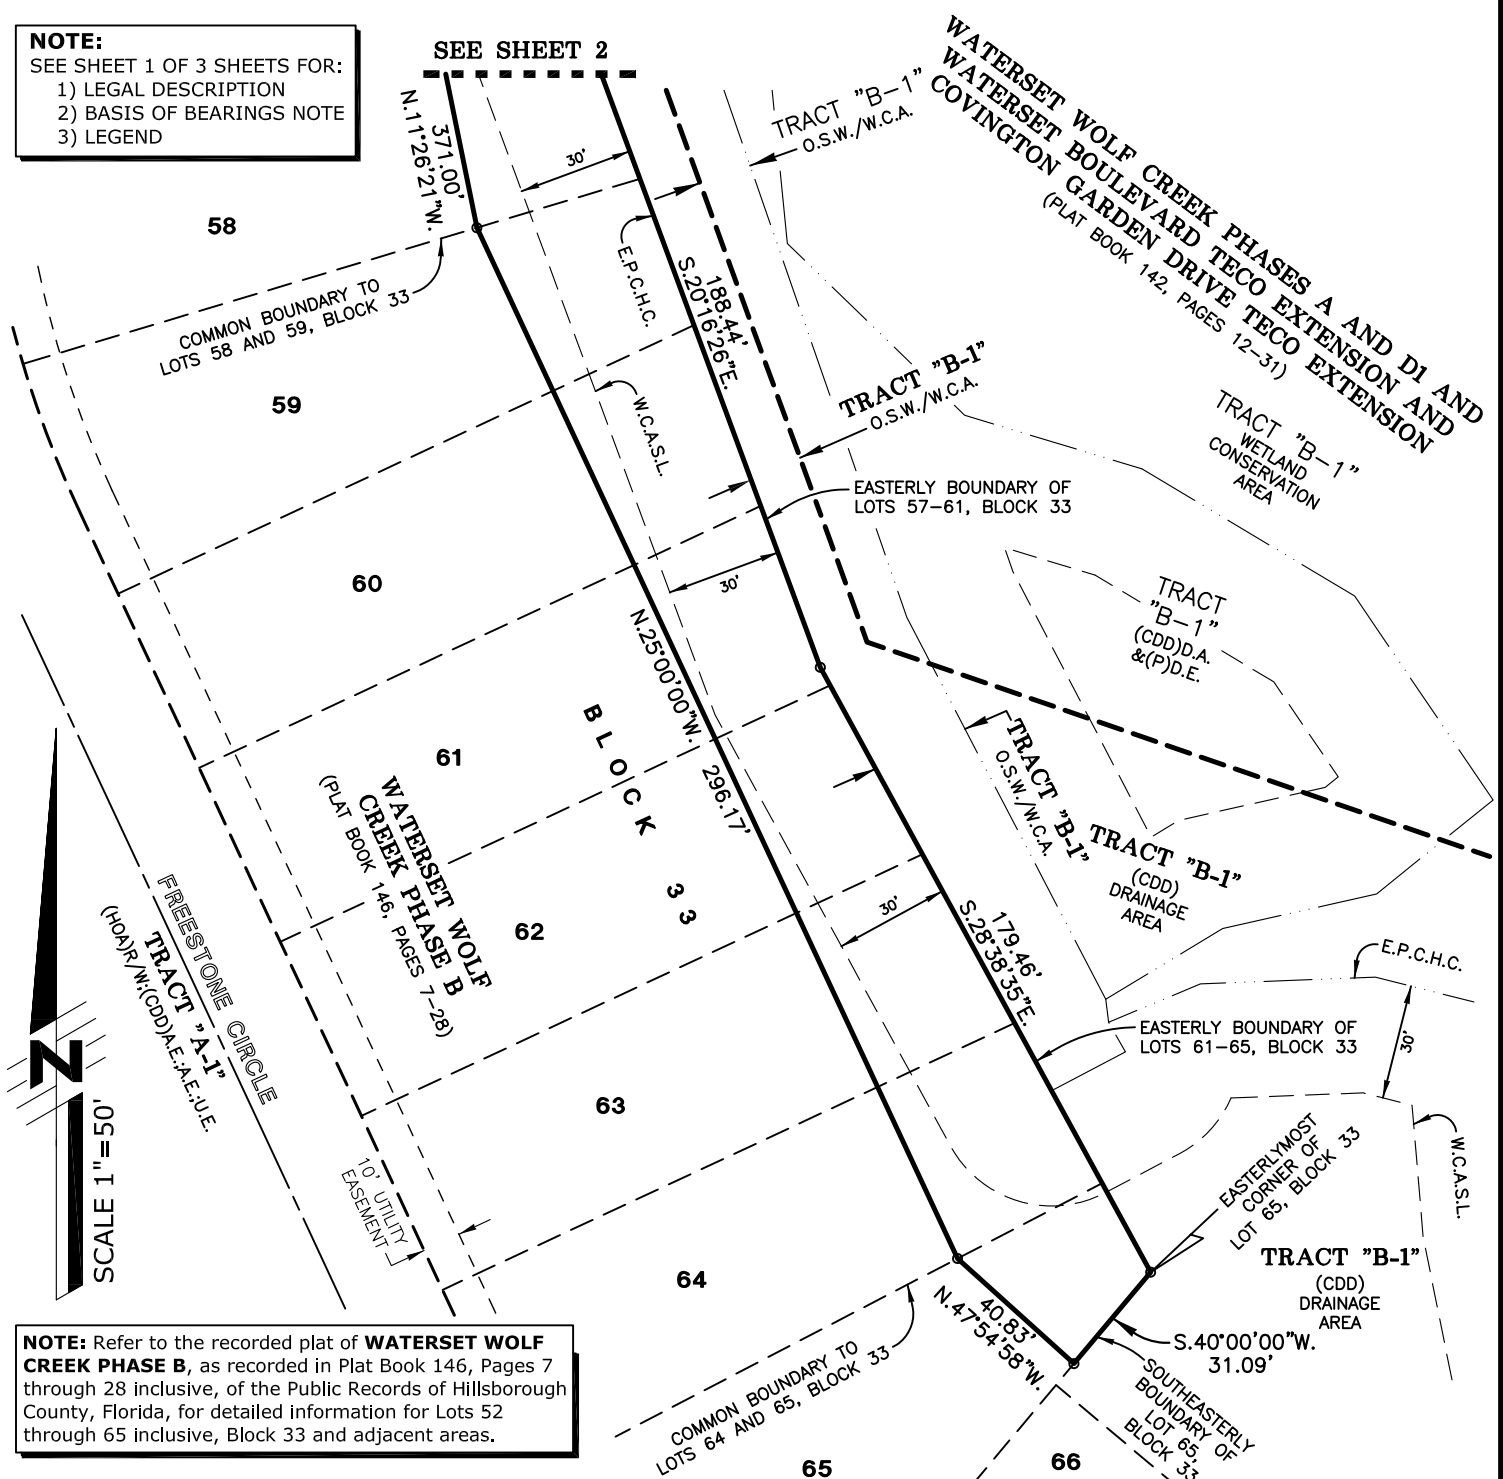 NOTE:
SEE SHEET 1 OF 3 SHEETS FOR:
1) LEGAL DESCRIPTION
2) BASIS OF BEARINGS NOTE
3) LEGEND
SEE SHEET 2
N.11°26'21"W.
371.00'
30'
TRACT "B-1"
O.S.W./W.C.A.
WATERSET WOLF CREEK PHASES A AND D1 AND
WATERSET BOULEVARD TECO EXTENSION AND
COVINGTON GARDEN DRIVE TECO EXTENSION
(PLAT BOOK 142, PAGES 12-31)
58
E.P.C.H.C.
188.44'
S.20°16'26"E.
COMMON BOUNDARY TO
LOTS 58 AND 59, BLOCK 33
59
W.C.A.S.L.
TRACT "B-1"
O.S.W./W.C.A.
TRACT "B-1"
WETLAND
CONSERVATION
AREA
EASTERLY BOUNDARY OF
LOTS 57-61, BLOCK 33
60
30'
N.25°00'00"W. 296.17'
TRACT
"B-1"
(CDD)D.A.
&(P)D.E.
61
BLOCK 33
WATERSET WOLF
CREEK PHASE B
(PLAT BOOK 146, PAGES 7-28)
TRACT "B-1"
O.S.W./W.C.A.
TRACT "B-1"
(CDD)
DRAINAGE
AREA
62
30'
179.46'
S.28°38'35"E.
FREESTONE CIRCLE
TRACT "A-1"
(HOA)R/W;(CDD)A.E.;A.E.;U.E.
E.P.C.H.C.
30'
EASTERLY BOUNDARY OF
LOTS 61-65, BLOCK 33
N
SCALE 1"=50'
63
10' UTILITY
EASEMENT
EASTERLYMOST
CORNER OF
LOT 65, BLOCK 33
W.C.A.S.L.
TRACT "B-1"
(CDD)
DRAINAGE
AREA
64
40.83'
N.47°54'58"W.
S.40°00'00"W.
31.09'
COMMON BOUNDARY TO
LOTS 64 AND 65, BLOCK 33
SOUTHEASTERLY
BOUNDARY OF
LOT 65,
BLOCK 33
65
66
NOTE: Refer to the recorded plat of WATERSET WOLF
CREEK PHASE B, as recorded in Plat Book 146, Pages 7
through 28 inclusive, of the Public Records of Hillsborough
County, Florida, for detailed information for Lots 52
through 65 inclusive, Block 33 and adjacent areas.